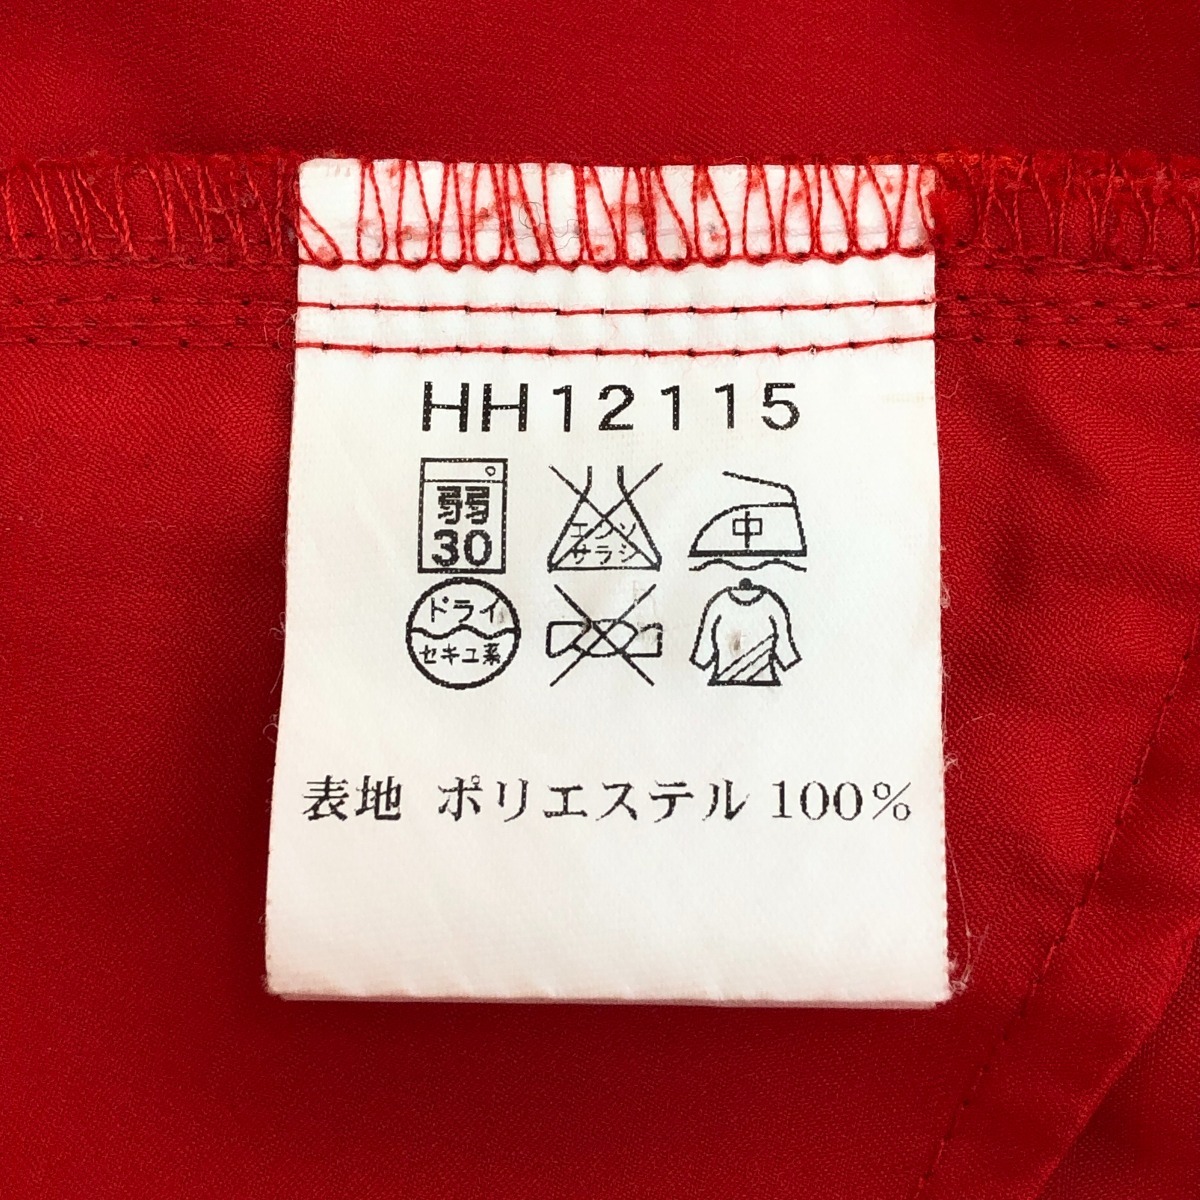 HH12115
弱
30
エンソ
サラシ
中
ドライ
セキユ系
表地 ポリエステル 100%